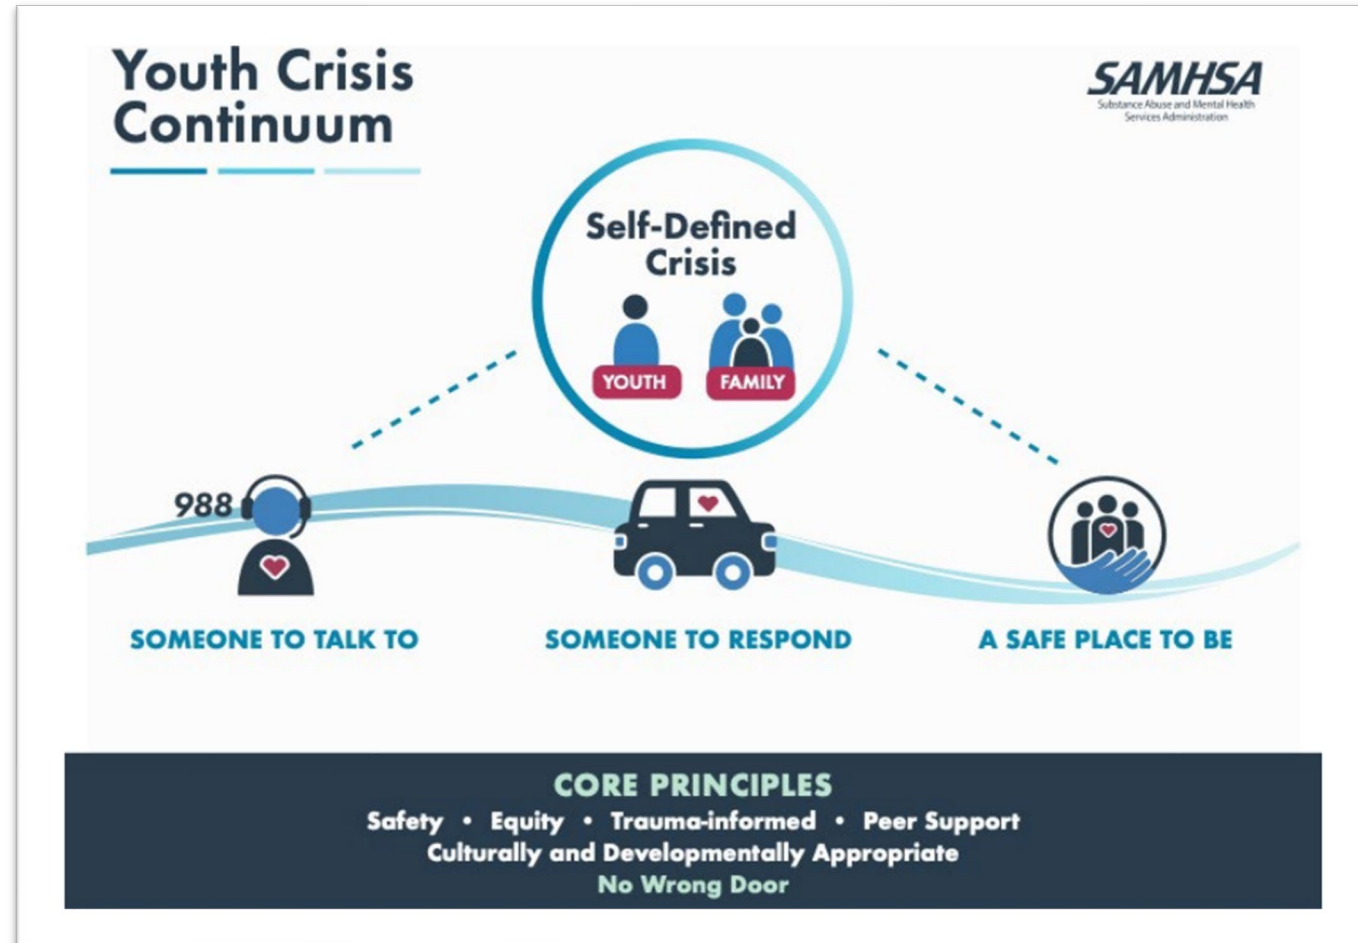 Youth Crisis
Continuum
SAMHSA
Substance Abuse and Mental Health
Services Administration
Self-Defined
Crisis
YOUTH
FAMILY
988
SOMEONE TO TALK TO
SOMEONE TO RESPOND
A SAFE PLACE TO BE
CORE PRINCIPLES
Safety • Equity • Trauma-informed • Peer Support
Culturally and Developmentally Appropriate
No Wrong Door